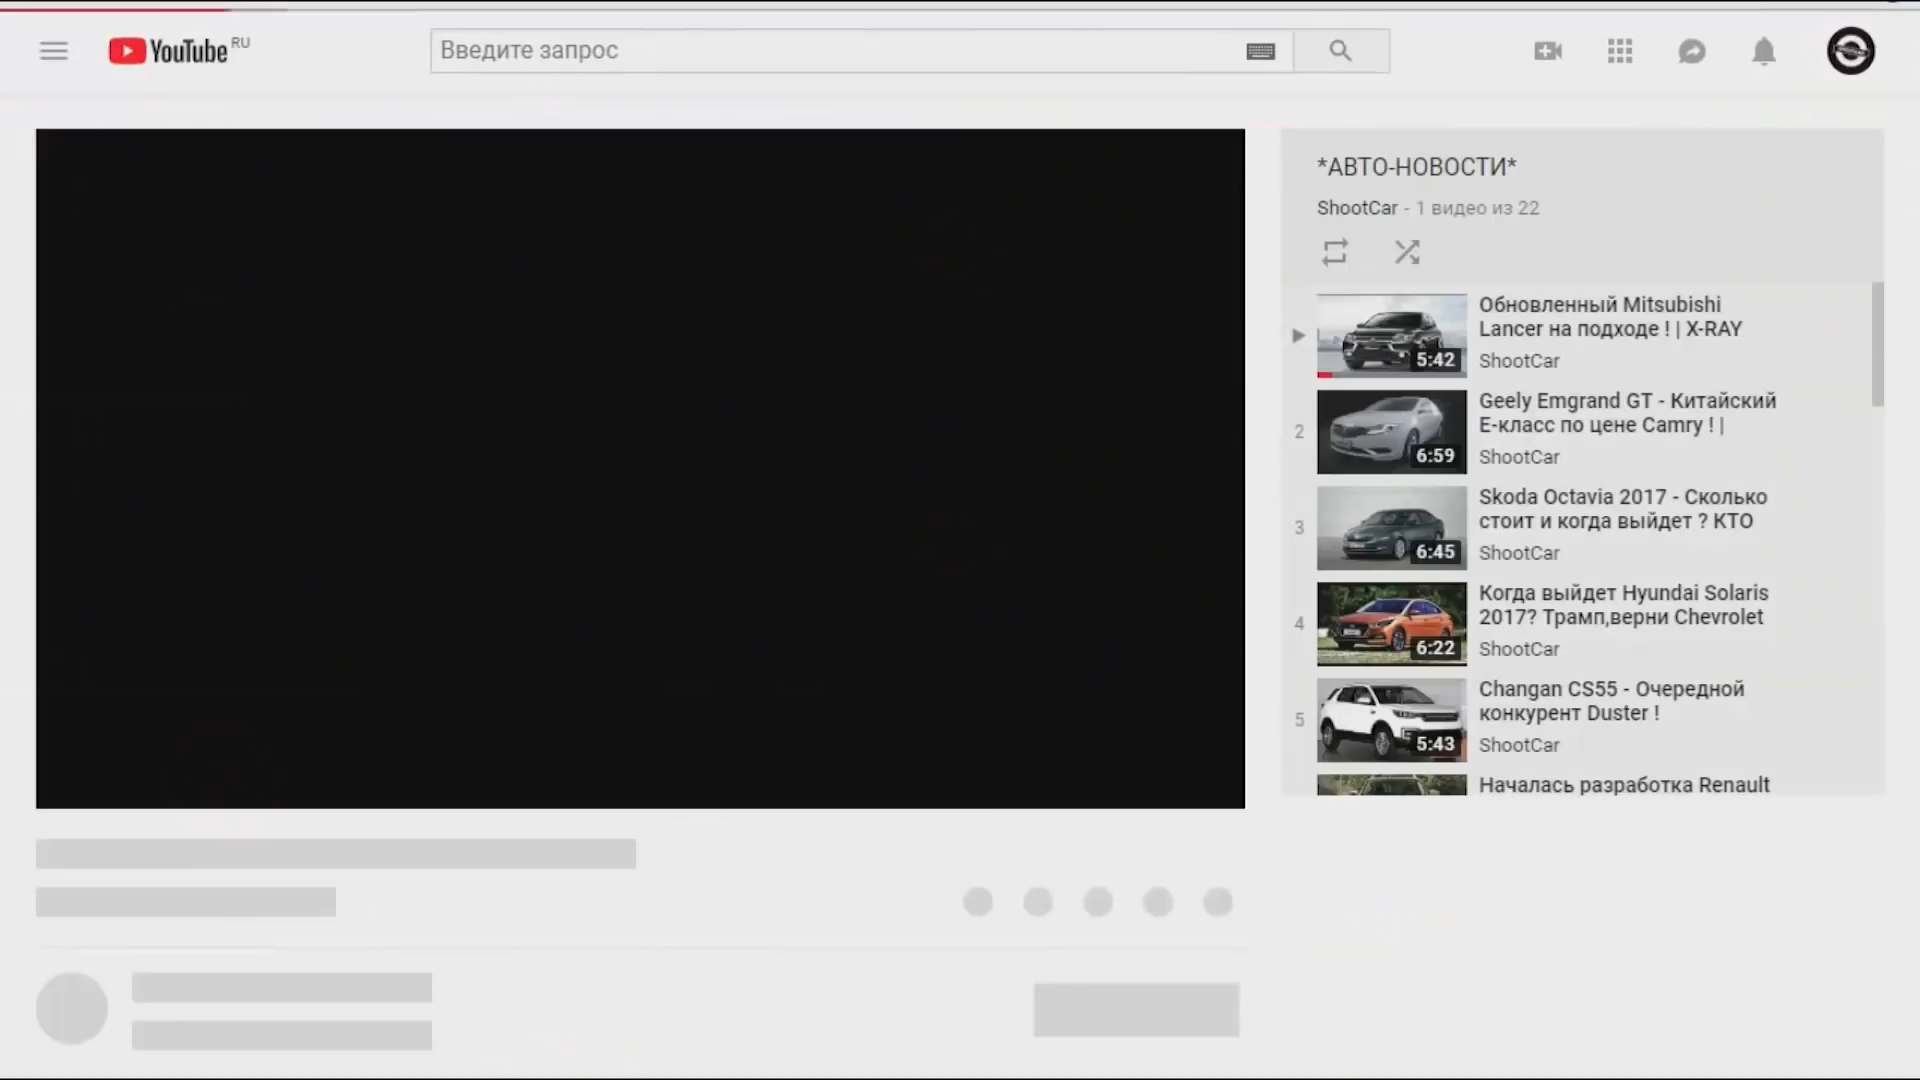 YouTube RU
Введите запрос
*АВТО-НОВОСТИ*
ShootCar - 1 видео из 22
Обновленный Mitsubishi
Lancer на подходе ! | X-RAY
5:42
ShootCar
Geely Emgrand GT - Китайский
Е-класс по цене Camry ! |
2
6:59
ShootCar
Skoda Octavia 2017 - Сколько
стоит и когда выйдет ? КТО
3
6:45
ShootCar
Когда выйдет Hyundai Solaris
2017? Трамп,верни Chevrolet
4
6:22
ShootCar
Changan CS55 - Очередной
конкурент Duster !
5
5:43
ShootCar
Началась разработка Renault